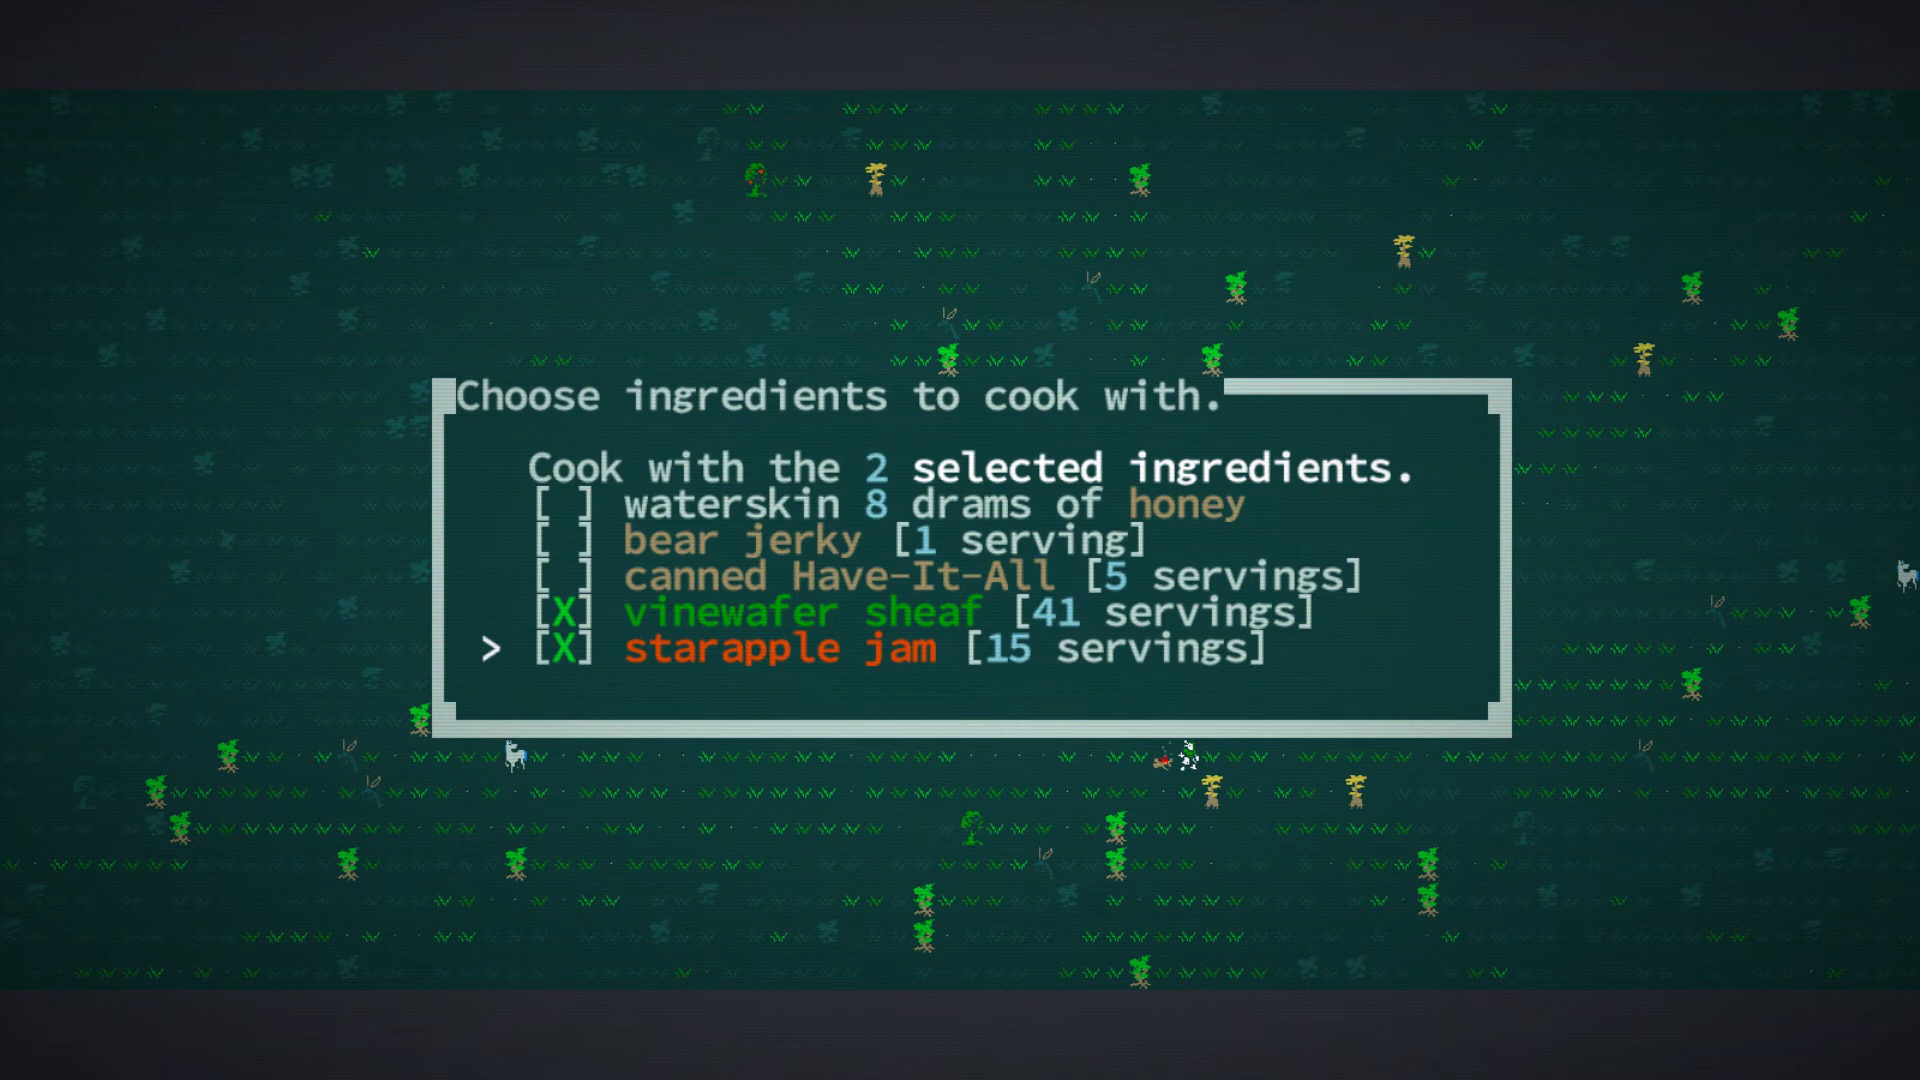 Choose ingredients to cook with.
Cook with the 2 selected ingredients.
[ ] waterskin 8 drams of honey
[ ] bear jerky [1 serving]
[ ] canned Have-It-All [5 servings]
[X] vinewafer sheaf [41 servings]
> [X] starapple jam [15 servings]